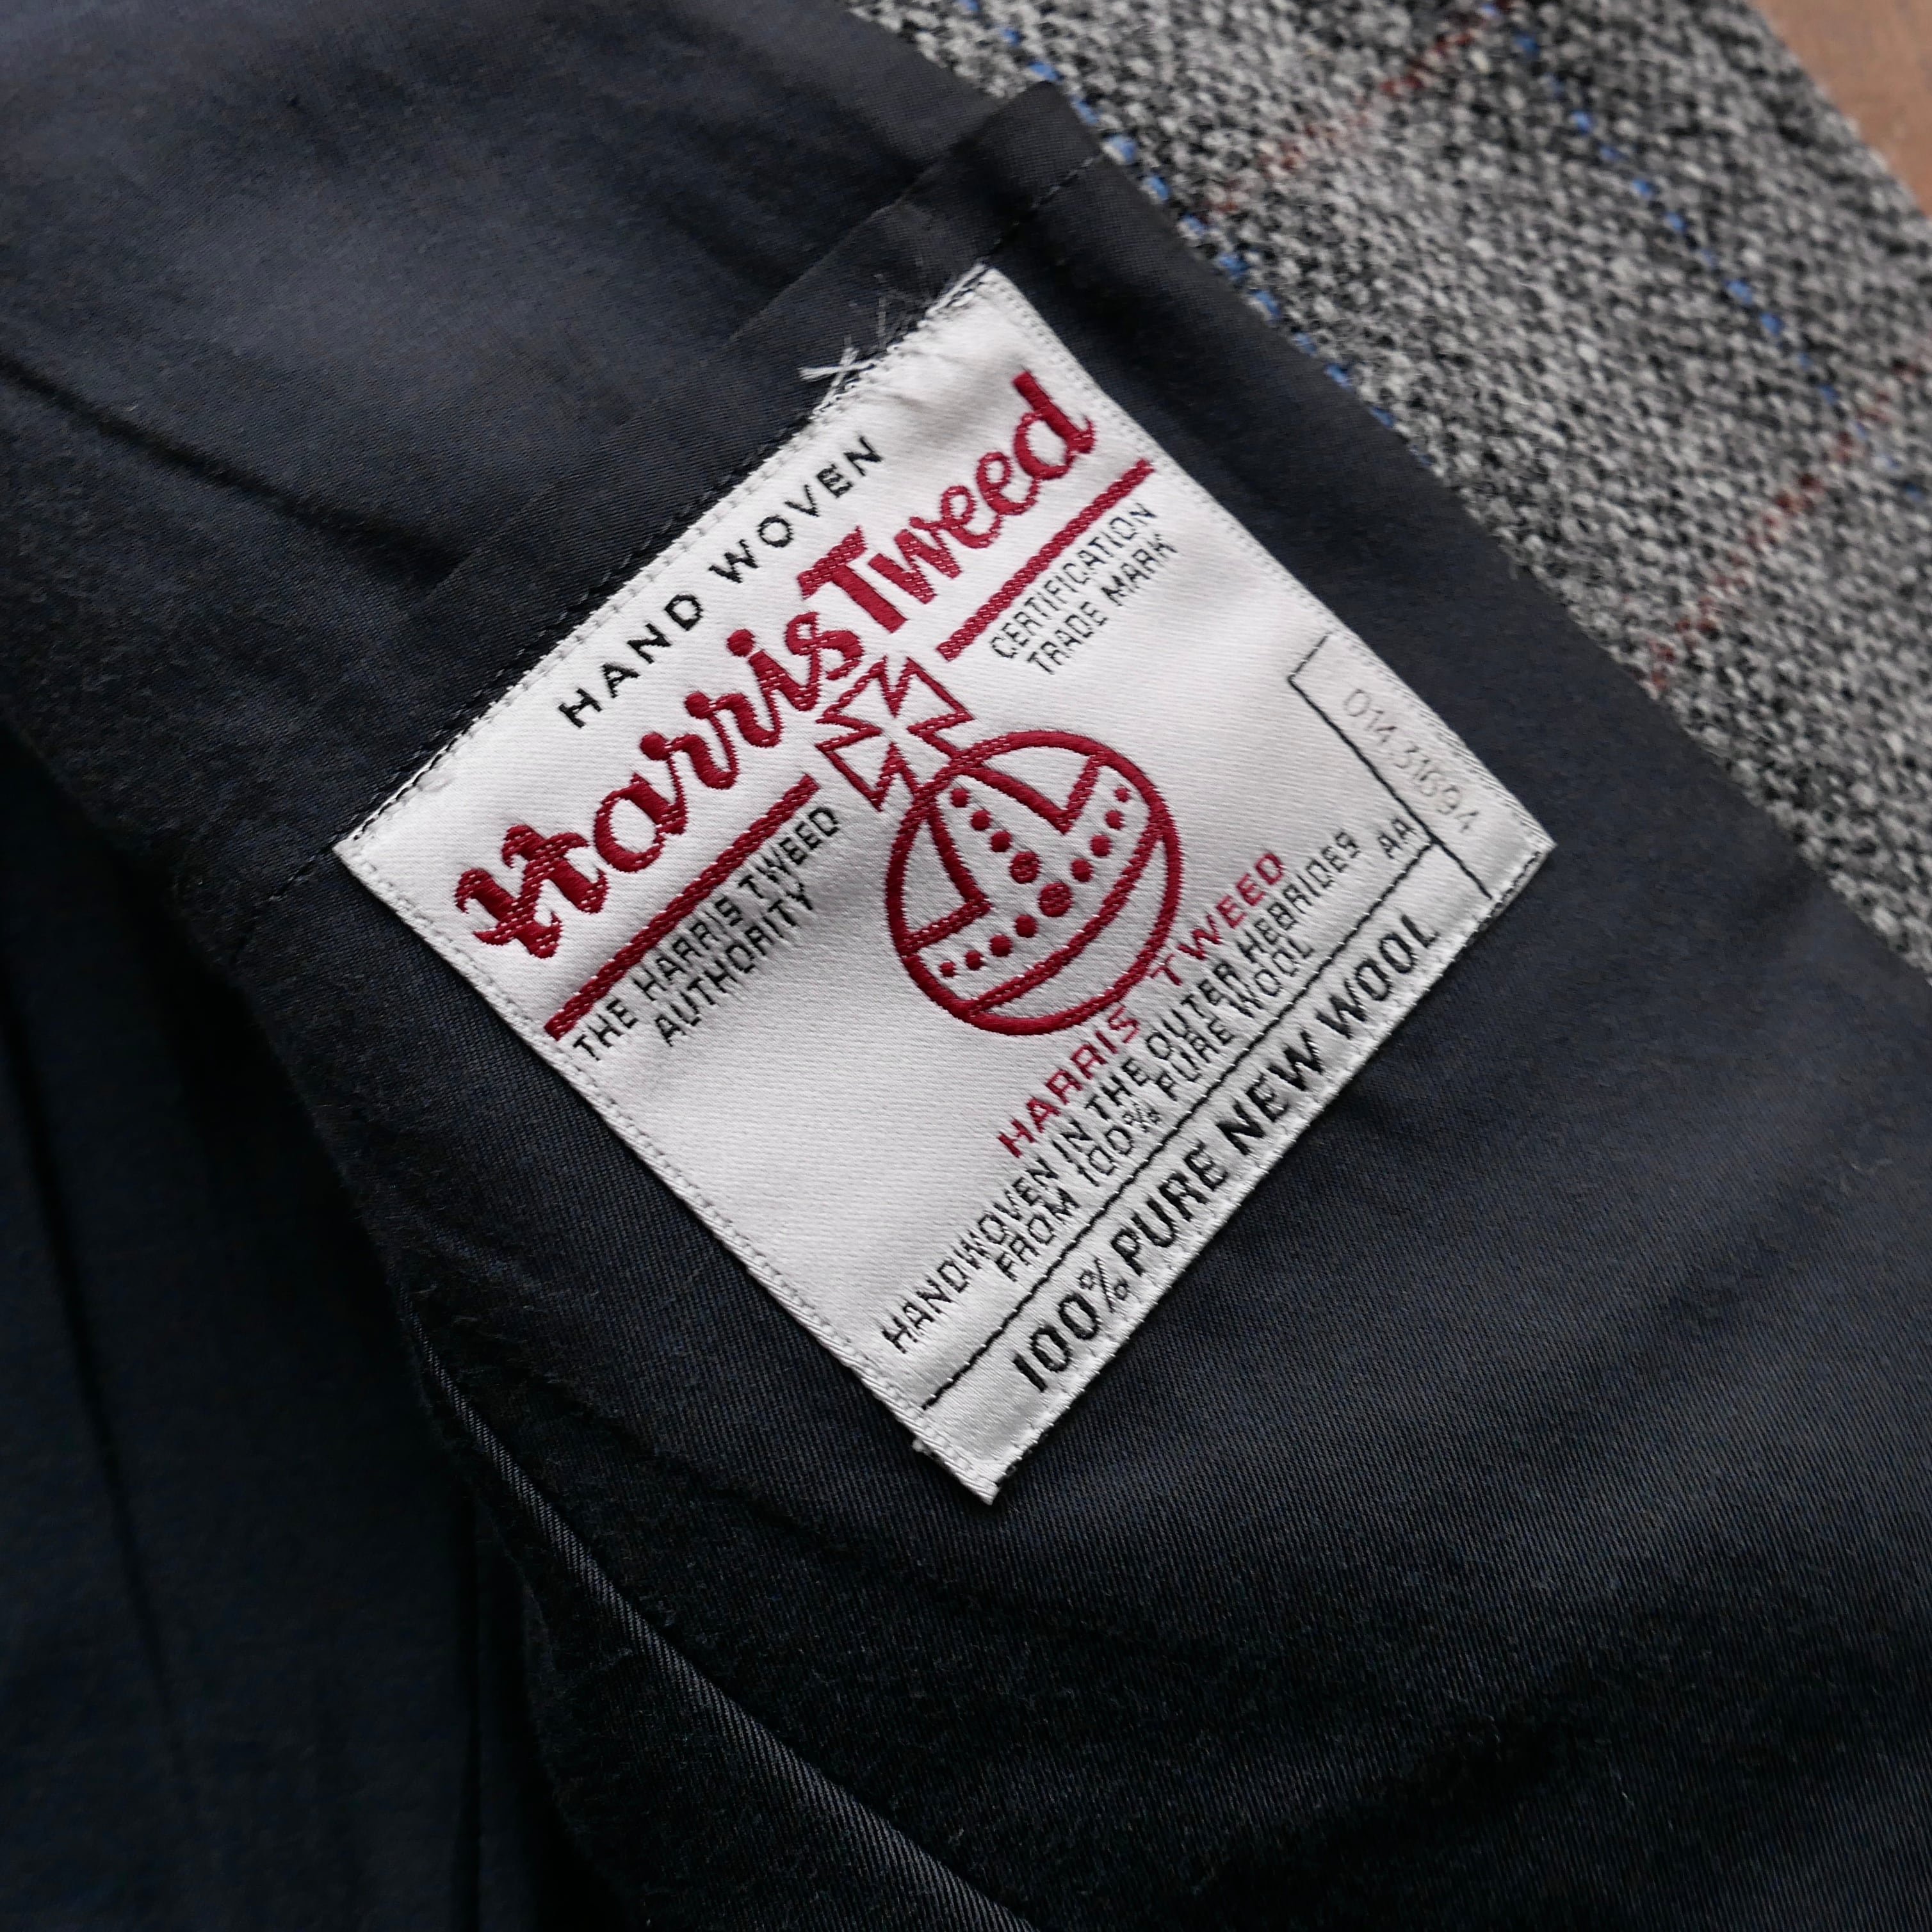 HAND WOVEN
Harris Tweed
THE HARRIS TWEED
AUTHORITY
CERTIFICATION
TRADE MARK
HARRIS TWEED
HANDWOVEN IN THE OUTER HEBRIDES AA
FROM 100% PURE WOOL
100% PURE NEW WOOL
01431894